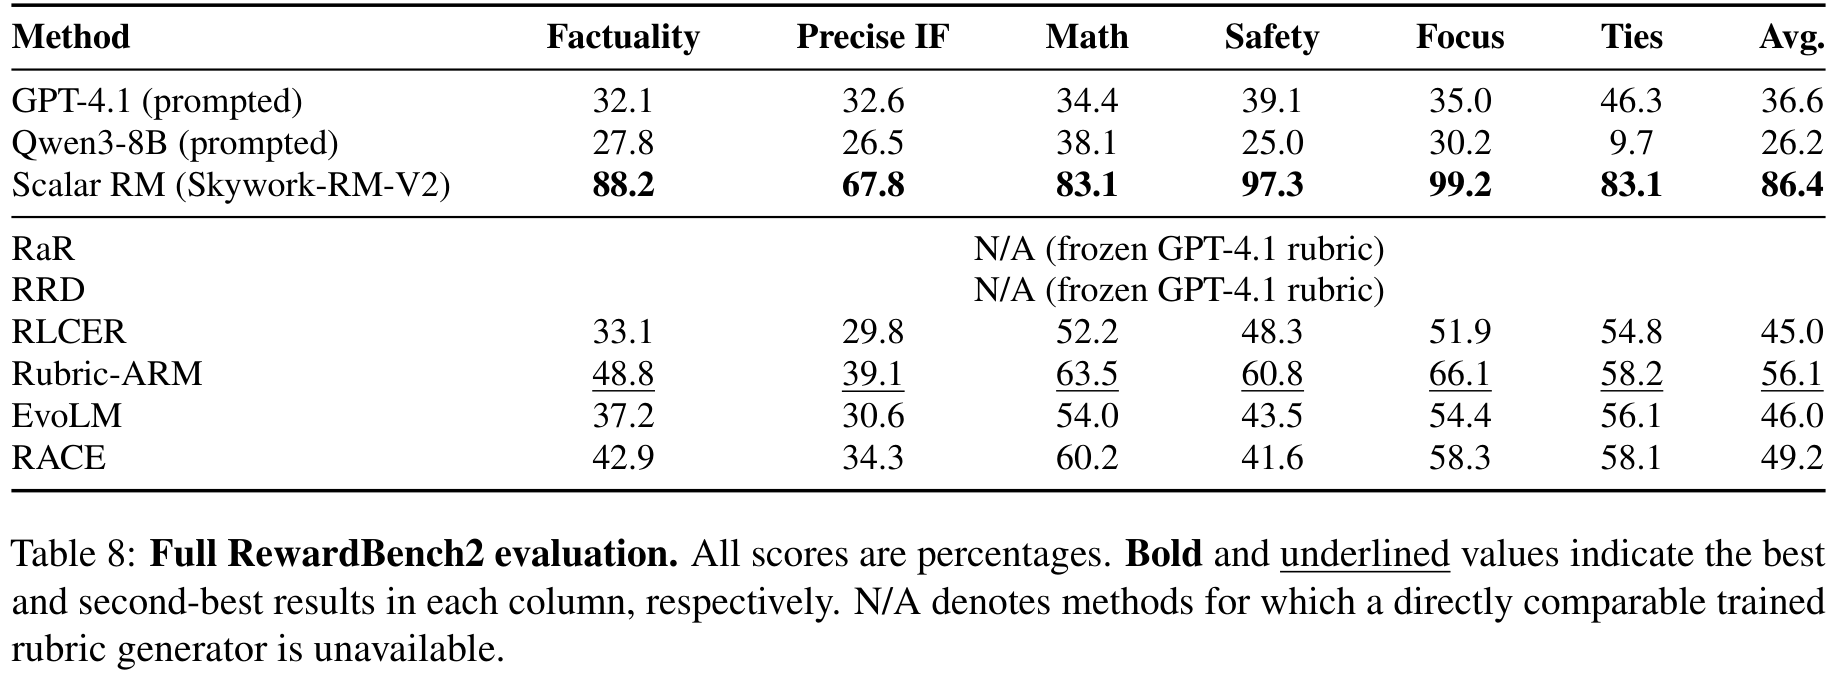 Method Factuality Precise IF Math Safety Focus Ties Avg.
GPT-4.1 (prompted) 32.1 32.6 34.4 39.1 35.0 46.3 36.6
Qwen3-8B (prompted) 27.8 26.5 38.1 25.0 30.2 9.7 26.2
Scalar RM (Skywork-RM-V2) 88.2 67.8 83.1 97.3 99.2 83.1 86.4
RaR N/A (frozen GPT-4.1 rubric)
RRD N/A (frozen GPT-4.1 rubric)
RLCER 33.1 29.8 52.2 48.3 51.9 54.8 45.0
Rubric-ARM 48.8 39.1 63.5 60.8 66.1 58.2 56.1
EvoLM 37.2 30.6 54.0 43.5 54.4 56.1 46.0
RACE 42.9 34.3 60.2 41.6 58.3 58.1 49.2
Table 8: Full RewardBench2 evaluation. All scores are percentages. Bold and underlined values indicate the best
and second-best results in each column, respectively. N/A denotes methods for which a directly comparable trained
rubric generator is unavailable.